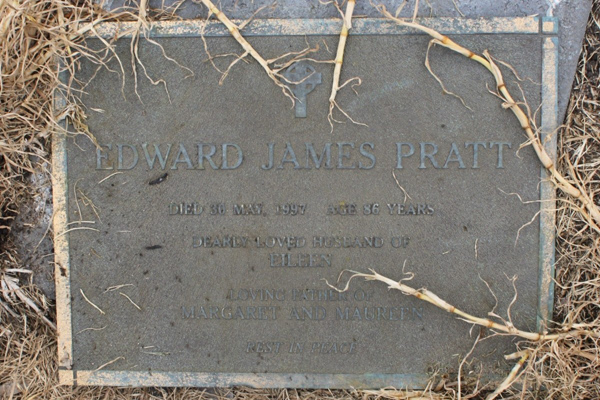 EDWARD JAMES PRATT
DIED 31 MAY, 1997 AGE 86 YEARS
DEARLY LOVED HUSBAND OF
EILEEN
LOVING FATHER OF
MARGARET AND MAUREEN
REST IN PEACE